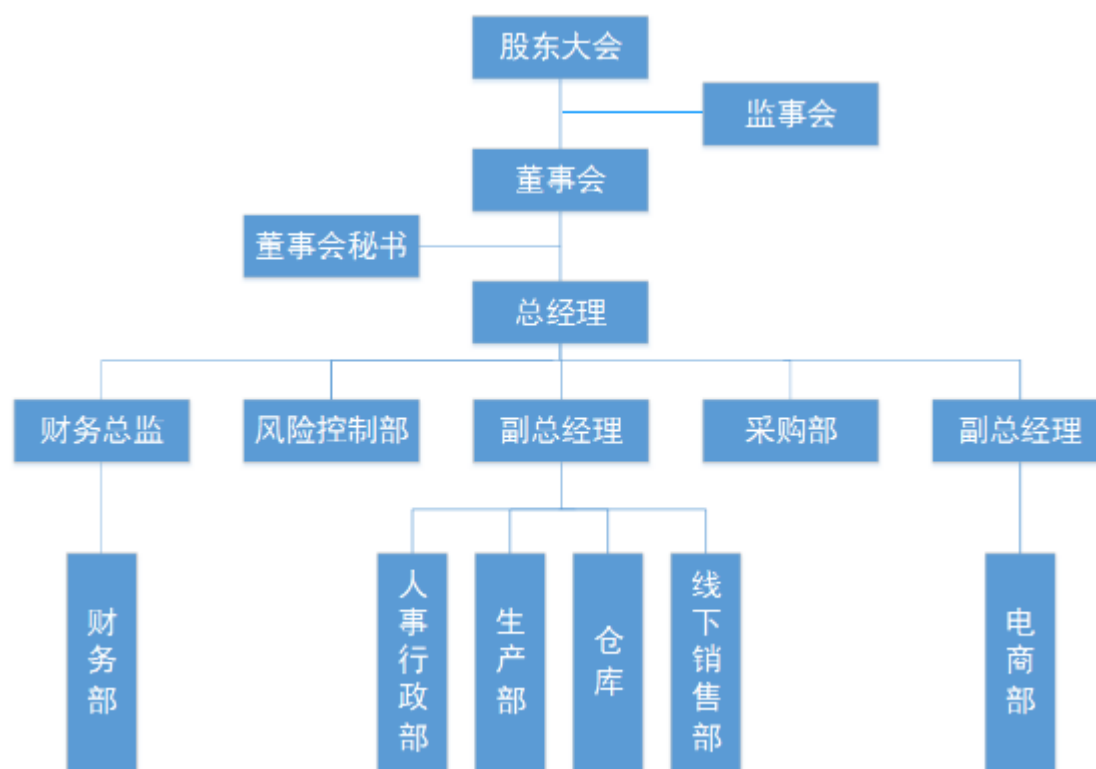 股东大会
监事会
董事会
董事会秘书
总经理
财务总监
风险控制部
副总经理
采购部
副总经理
财务部
人事行政部
生产部
仓库
线下销售部
电商部